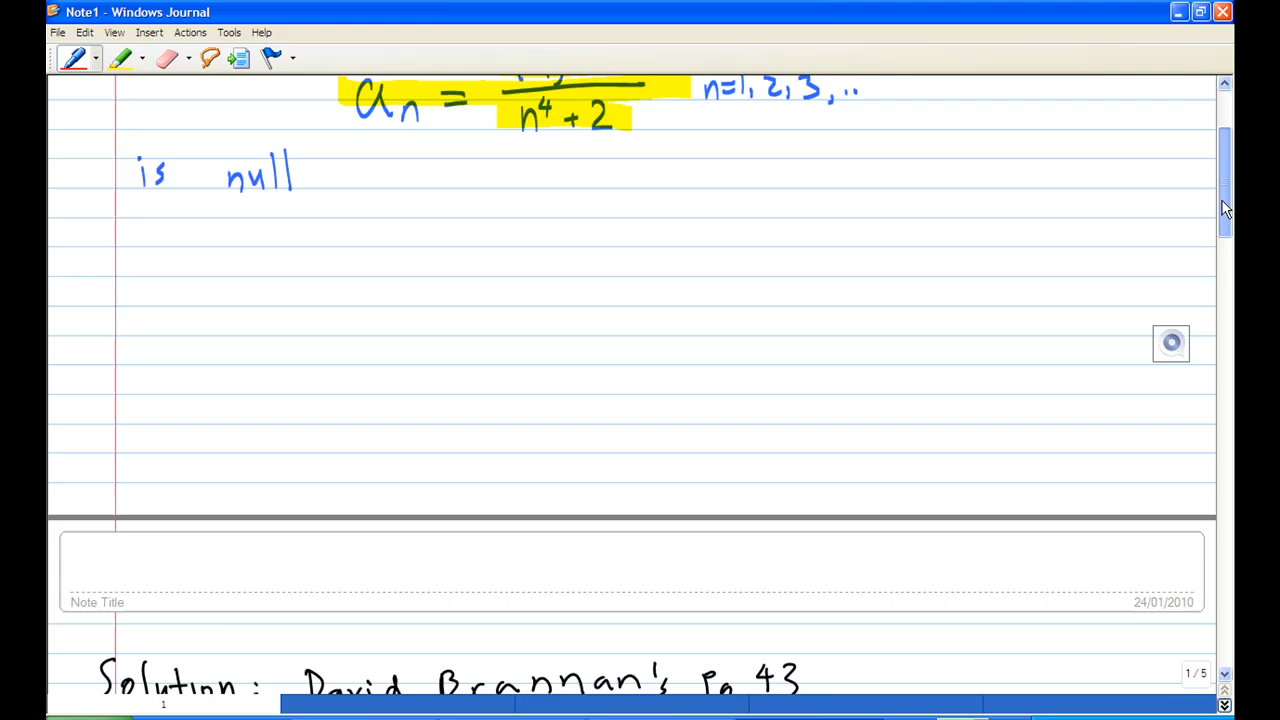 Note1 - Windows Journal
File Edit View Insert Actions Tools Help
aₙ = n⁴ + 2 n=1, 2, 3, ..
is null
Note Title 24/01/2010
Solution: David Brannan's Pg 43
1 / 5
1